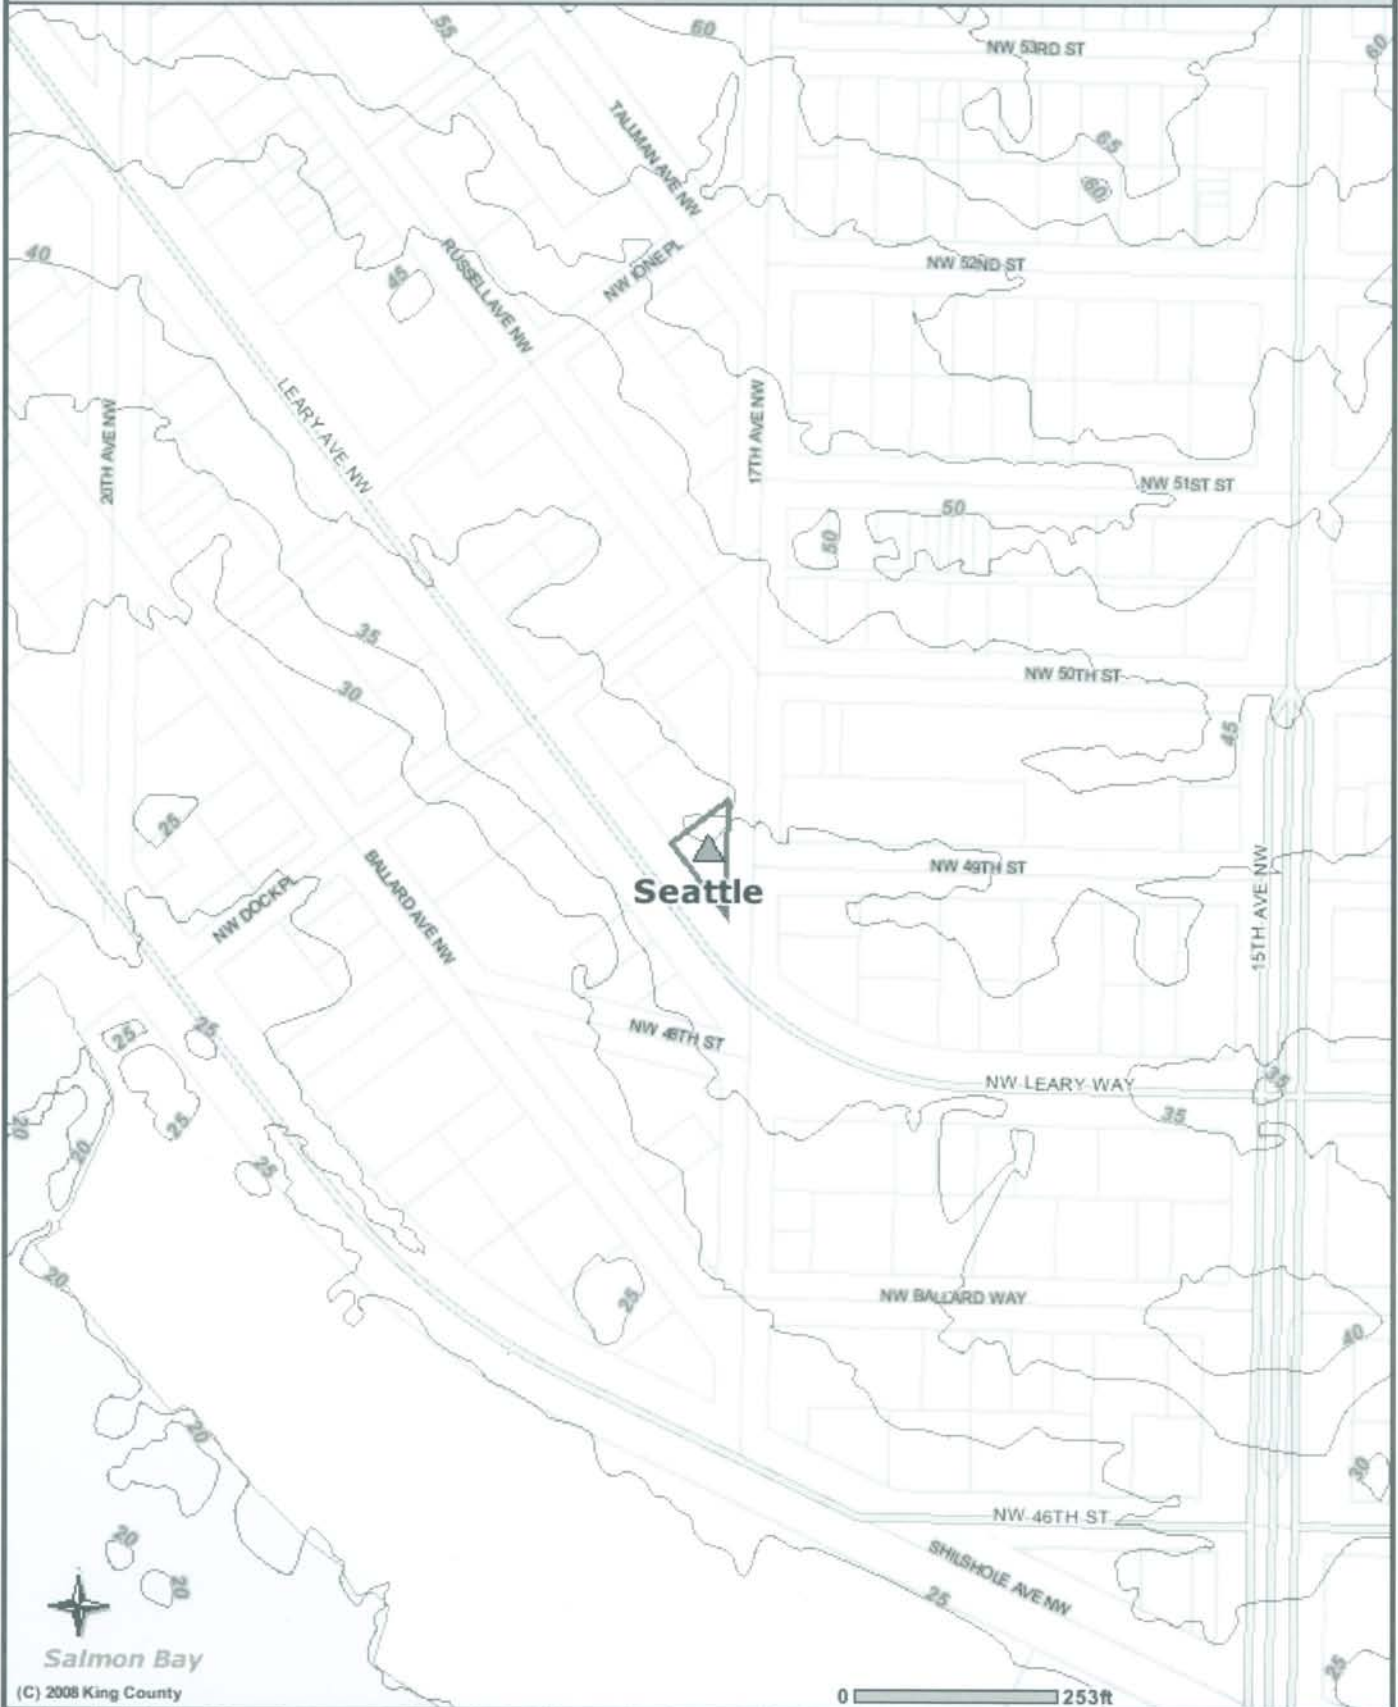 55
60
60
NW 53RD ST
TALLMAN AVE NW
65
60
40
45
RUSSELL AVE NW
NW IONE PL
NW 52ND ST
LEARY AVE NW
20TH AVE NW
17TH AVE NW
NW 51ST ST
50
50
35
30
NW 50TH ST
45
25
NW DOCK PL
BALLARD AVE NW
Seattle
NW 49TH ST
15TH AVE NW
25
25
25
NW 48TH ST
NW LEARY WAY
35
35
20
20
25
20
25
NW BALLARD WAY
40
20
30
NW 46TH ST
SHILSHOLE AVE NW
20
20
25
25
Salmon Bay
(C) 2008 King County
0 253ft